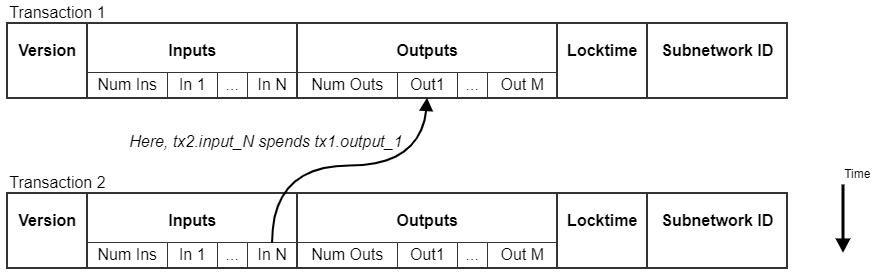 Transaction 1
Version Inputs Outputs Locktime Subnetwork ID
Num Ins In 1 ... In N Num Outs Out1 ... Out M
Here, tx2.input_N spends tx1.output_1
Transaction 2
Time
Version Inputs Outputs Locktime Subnetwork ID
Num Ins In 1 ... In N Num Outs Out1 ... Out M